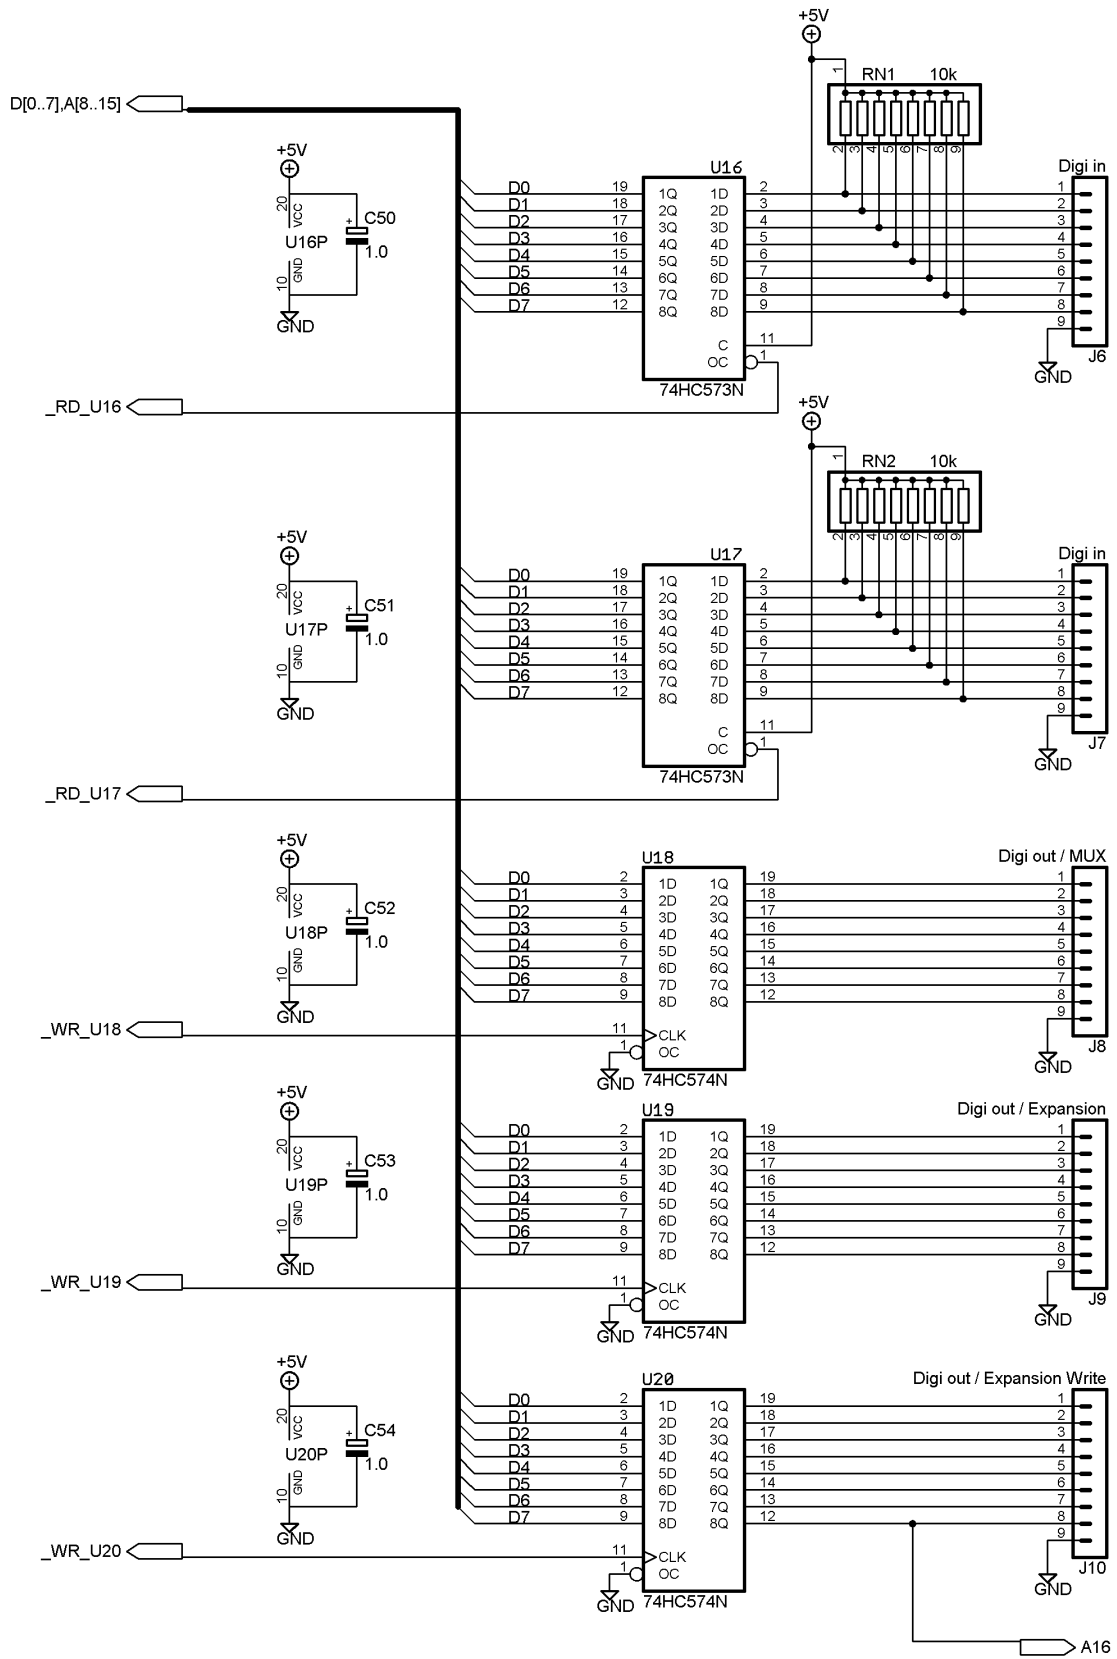 +5V
D[0..7],A[8..15]
1 RN1 10k
2 3 4 5 6 7 8 9
+5V
20 VCC
U16P
10 GND
+ C50
1.0
GND
U16
Digi in
D0 19 1Q 1D 2 1
D1 18 2Q 2D 3 2
D2 17 3Q 3D 4 3
D3 16 4Q 4D 5 4
D4 15 5Q 5D 6 5
D5 14 6Q 6D 7 6
D6 13 7Q 7D 8 7
D7 12 8Q 8D 9 8
9
C 11
OC 1
J6
GND
74HC573N
_RD_U16
+5V
1 RN2 10k
2 3 4 5 6 7 8 9
+5V
20 VCC
U17P
10 GND
+ C51
1.0
GND
U17
Digi in
D0 19 1Q 1D 2 1
D1 18 2Q 2D 3 2
D2 17 3Q 3D 4 3
D3 16 4Q 4D 5 4
D4 15 5Q 5D 6 5
D5 14 6Q 6D 7 6
D6 13 7Q 7D 8 7
D7 12 8Q 8D 9 8
9
C 11
OC 1
J7
GND
74HC573N
_RD_U17
+5V
20 VCC
U18P
10 GND
+ C52
1.0
GND
U18
Digi out / MUX
D0 2 1D 1Q 19 1
D1 3 2D 2Q 18 2
D2 4 3D 3Q 17 3
D3 5 4D 4Q 16 4
D4 6 5D 5Q 15 5
D5 7 6D 6Q 14 6
D6 8 7D 7Q 13 7
D7 9 8D 8Q 12 8
9
_WR_U18
11 CLK
1 OC
J8
GND
GND
74HC574N
+5V
20 VCC
U19P
10 GND
+ C53
1.0
GND
U19
Digi out / Expansion
D0 2 1D 1Q 19 1
D1 3 2D 2Q 18 2
D2 4 3D 3Q 17 3
D3 5 4D 4Q 16 4
D4 6 5D 5Q 15 5
D5 7 6D 6Q 14 6
D6 8 7D 7Q 13 7
D7 9 8D 8Q 12 8
9
_WR_U19
11 CLK
1 OC
J9
GND
GND
74HC574N
+5V
20 VCC
U20P
10 GND
+ C54
1.0
GND
U20
Digi out / Expansion Write
D0 2 1D 1Q 19 1
D1 3 2D 2Q 18 2
D2 4 3D 3Q 17 3
D3 5 4D 4Q 16 4
D4 6 5D 5Q 15 5
D5 7 6D 6Q 14 6
D6 8 7D 7Q 13 7
D7 9 8D 8Q 12 8
9
_WR_U20
11 CLK
1 OC
J10
GND
GND
74HC574N
A16